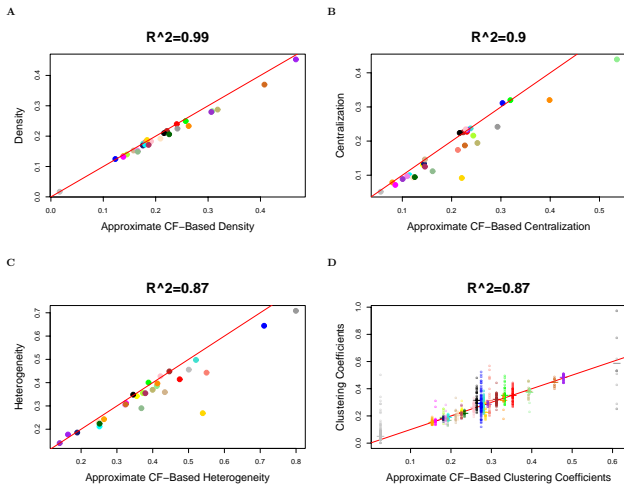 A
R^2=0.99
Density
0.0 0.1 0.2 0.3 0.4
0.0 0.1 0.2 0.3 0.4
Approximate CF-Based Density
B
R^2=0.9
Centralization
0.1 0.2 0.3 0.4
0.1 0.2 0.3 0.4 0.5
Approximate CF-Based Centralization
C
R^2=0.87
Heterogeneity
0.2 0.3 0.4 0.5 0.6 0.7
0.2 0.3 0.4 0.5 0.6 0.7 0.8
Approximate CF-Based Heterogeneity
D
R^2=0.87
Clustering Coefficients
0.0 0.2 0.4 0.6 0.8 1.0
0.0 0.1 0.2 0.3 0.4 0.5 0.6
Approximate CF-Based Clustering Coefficients